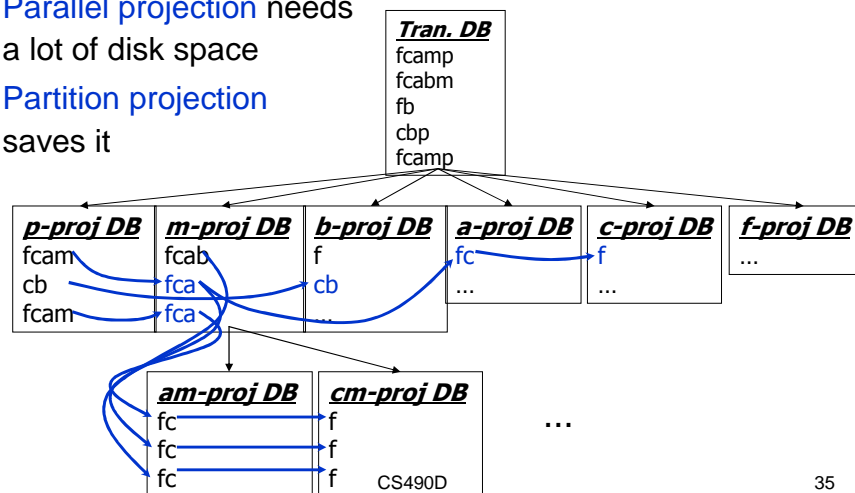 Parallel projection needs
a lot of disk space
Partition projection
saves it
Tran. DB
fcamp
fcabm
fb
cbp
fcamp
p-proj DB
fcam
cb
fcam
m-proj DB
fcab
fca
fca
b-proj DB
f
cb
...
a-proj DB
fc
...
c-proj DB
f
...
f-proj DB
...
am-proj DB
fc
fc
fc
cm-proj DB
f
f
f
...
CS490D
35